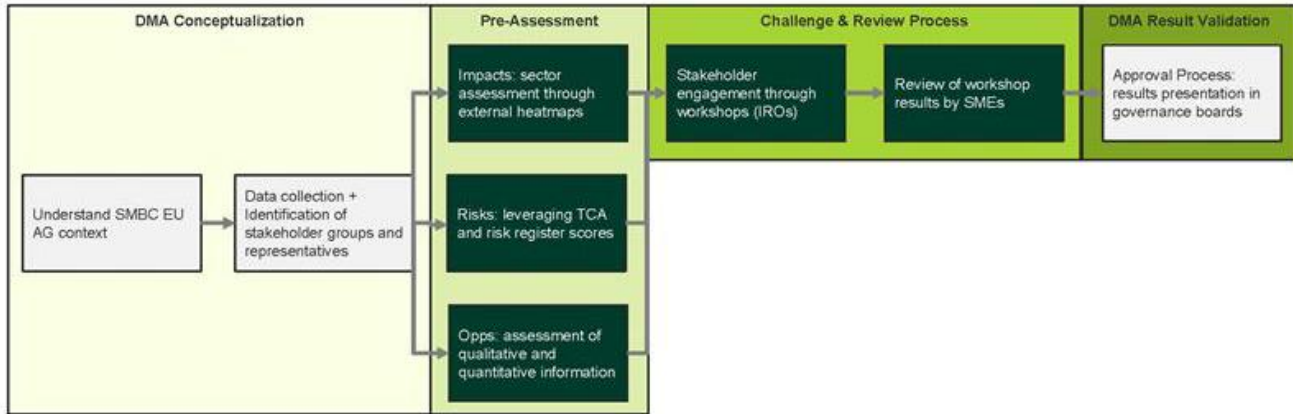 DMA Conceptualization
Pre-Assessment
Challenge & Review Process
DMA Result Validation
Understand SMBC EU
AG context
Data collection +
Identification of
stakeholder groups and
representatives
Impacts: sector
assessment through
external heatmaps
Risks: leveraging TCA
and risk register scores
Opps: assessment of
qualitative and
quantitative information
Stakeholder
engagement through
workshops (IROs)
Review of workshop
results by SMEs
Approval Process:
results presentation in
governance boards